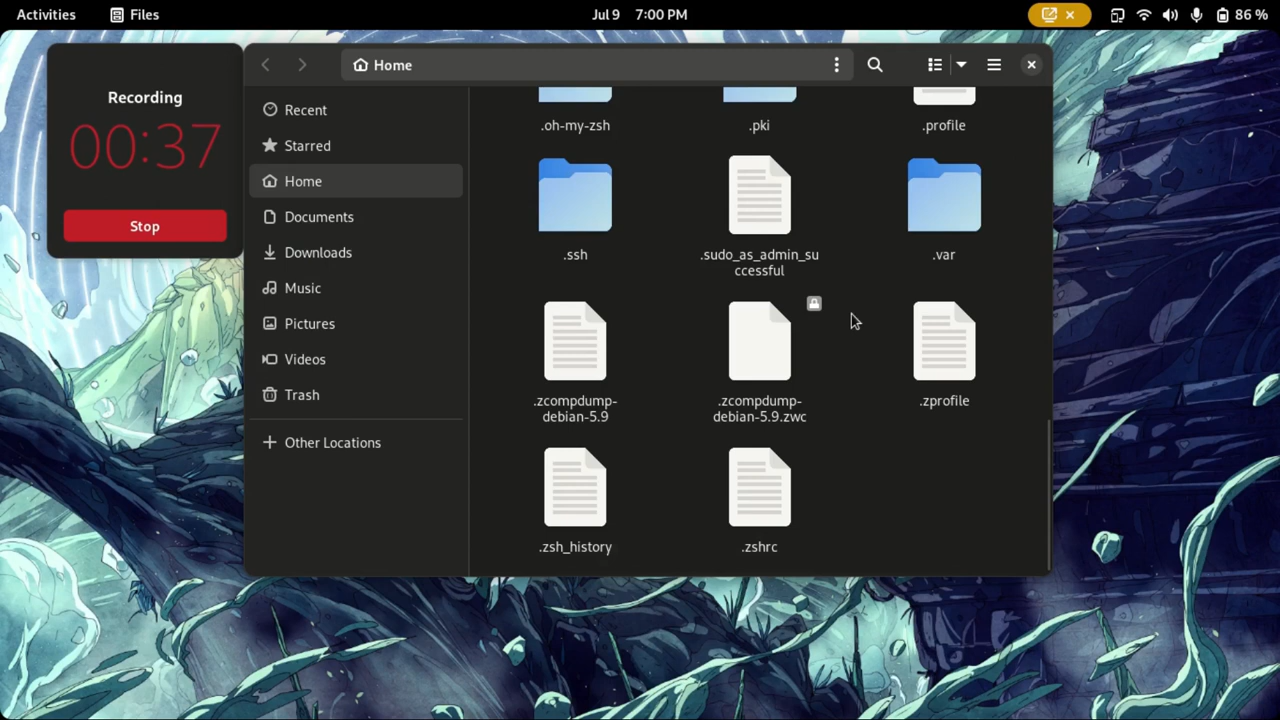 Activities
Files
Jul 9 7:00 PM
86 %
Recording
00:37
Stop
Home
Recent
Starred
Home
Documents
Downloads
Music
Pictures
Videos
Trash
Other Locations
.oh-my-zsh
.pki
.profile
.ssh
.sudo_as_admin_su
ccessful
.var
.zcompdump-
debian-5.9
.zcompdump-
debian-5.9.zwc
.zprofile
.zsh_history
.zshrc